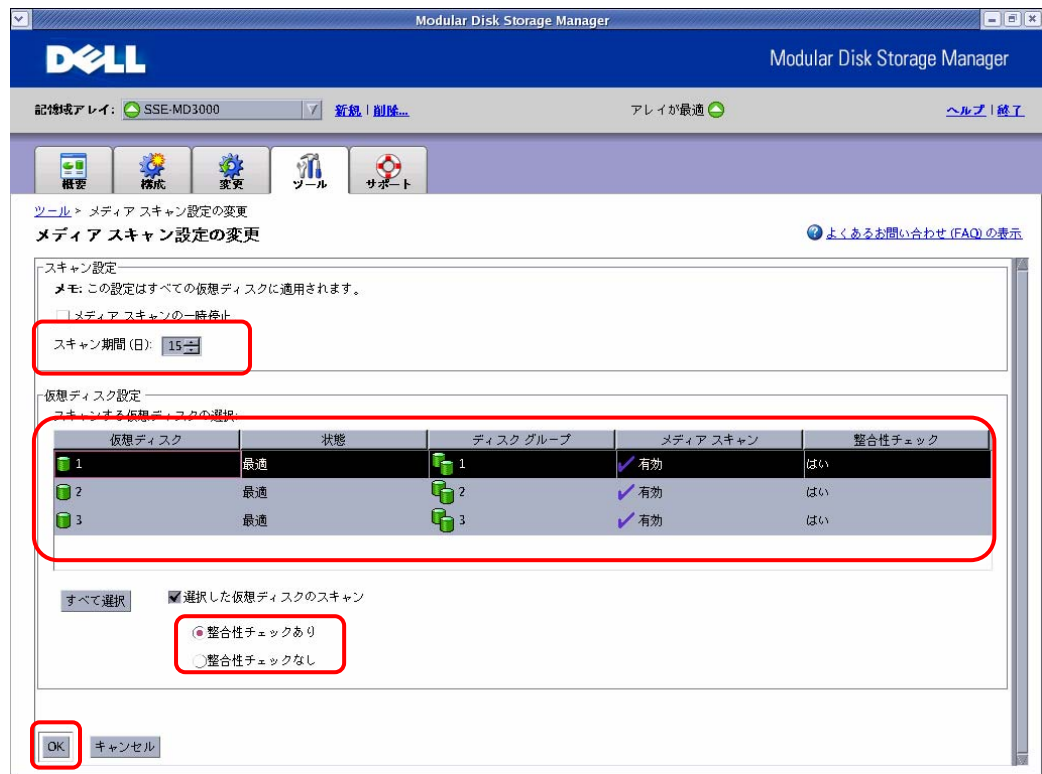 Modular Disk Storage Manager
DELL
Modular Disk Storage Manager
記憶域アレイ: SSE-MD3000 新規 | 削除... アレイが最適 ヘルプ | 終了
概要 構成 変更 ツール サポート
ツール > メディア スキャン設定の変更
メディア スキャン設定の変更
よくあるお問い合わせ (FAQ) の表示
スキャン設定
メモ: この設定はすべての仮想ディスクに適用されます。
メディア スキャンの一時停止
スキャン期間 (日): 15
仮想ディスク設定
スキャンする仮想ディスクの選択:
仮想ディスク 状態 ディスク グループ メディア スキャン 整合性チェック
1 最適 1 有効 はい
2 最適 2 有効 はい
3 最適 3 有効 はい
すべて選択 選択した仮想ディスクのスキャン
整合性チェックあり
整合性チェックなし
OK キャンセル